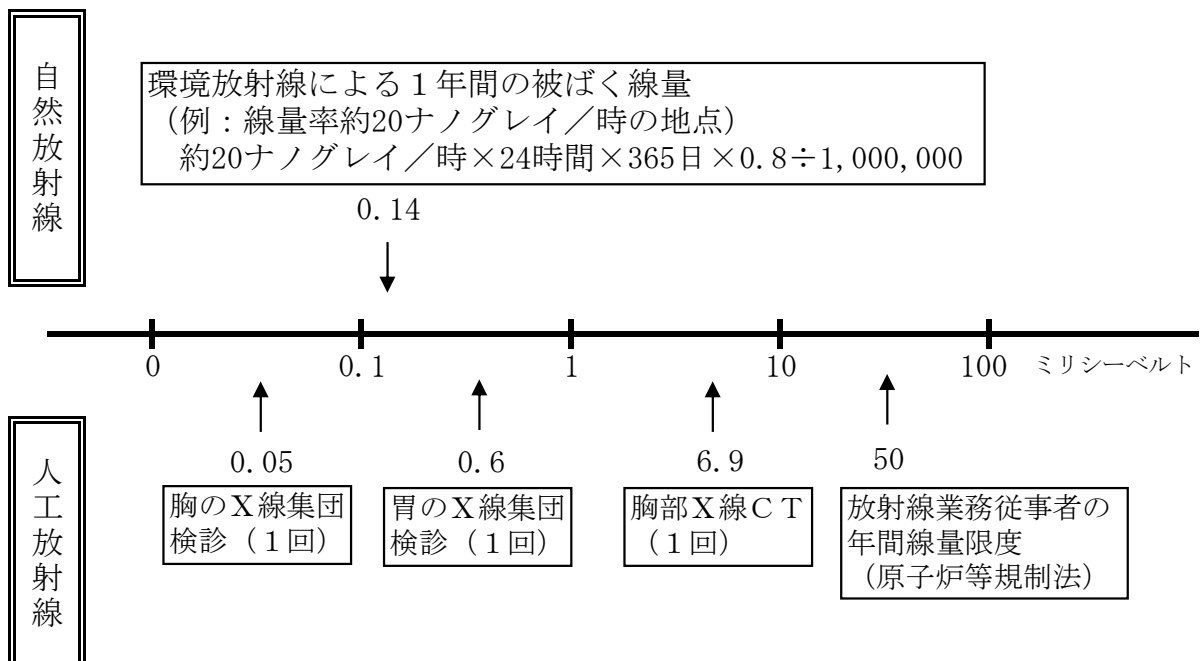 自然放射線
環境放射線による１年間の被ばく線量
（例：線量率約20ナノグレイ／時の地点）
約20ナノグレイ／時×24時間×365日×0.8÷1,000,000
0.14
0
0.1
1
10
100
ミリシーベルト
人工放射線
0.05
胸のＸ線集団
検診（１回）
0.6
胃のＸ線集団
検診（１回）
6.9
胸部Ｘ線ＣＴ
（１回）
50
放射線業務従事者の
年間線量限度
（原子炉等規制法）